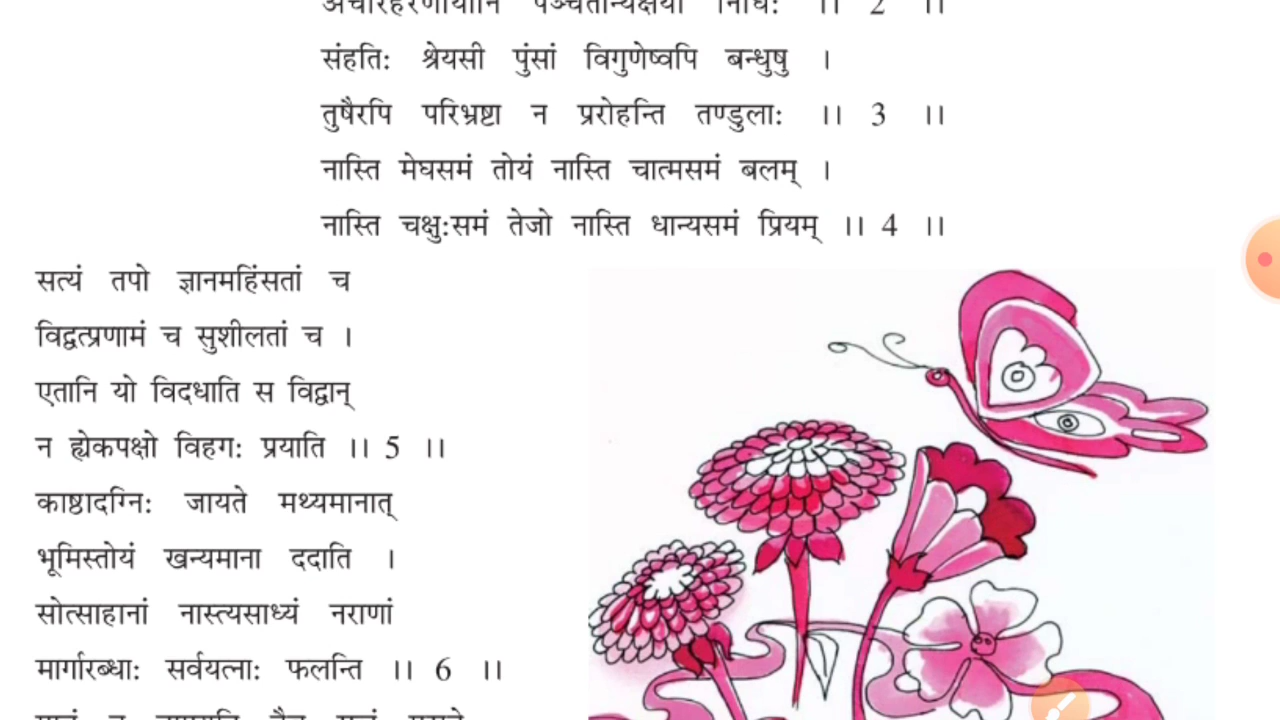 ।। 2 ।।
संहतिः श्रेयसी पुंसां विगुणेष्वपि बन्धुषु ।
तुषैरपि परिभ्रष्टा न प्ररोहन्ति तण्डुलाः ।। 3 ।।
नास्ति मेघसमं तोयं नास्ति चात्मसमं बलम् ।
नास्ति चक्षुःसमं तेजो नास्ति धान्यसमं प्रियम् ।। 4 ।।
सत्यं तपो ज्ञानमहिंसतां च
विद्वत्प्रणामं च सुशीलतां च ।
एतानि यो विदधाति स विद्वान्
न ह्येकपक्षो विहगः प्रयाति ।। 5 ।।
काष्ठादग्निः जायते मथ्यमानात्
भूमिस्तोयं खन्यमाना ददाति ।
सोत्साहानां नास्त्यसाध्यं नराणां
मार्गारब्धाः सर्वयत्नाः फलन्ति ।। 6 ।।